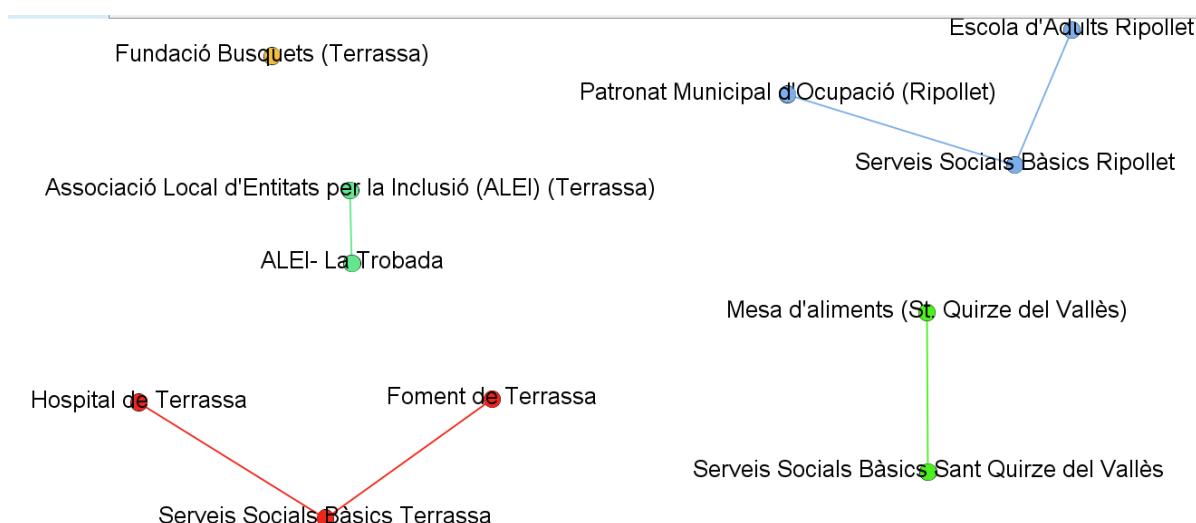 Escola d'Adults Ripollet
Fundació Busquets (Terrassa)
Patronat Municipal d'Ocupació (Ripollet)
Serveis Socials Bàsics Ripollet
Associació Local d'Entitats per la Inclusió (ALEI) (Terrassa)
ALEI- La Trobada
Mesa d'aliments (St. Quirze del Vallès)
Hospital de Terrassa
Foment de Terrassa
Serveis Socials Bàsics Sant Quirze del Vallès
Serveis Socials Bàsics Terrassa